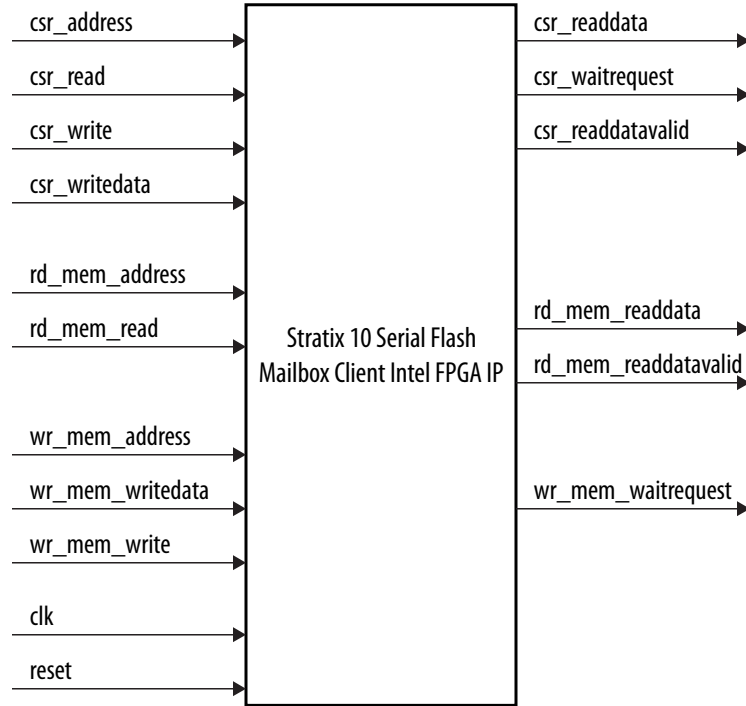 csr_address
csr_read
csr_write
csr_writedata
rd_mem_address
rd_mem_read
wr_mem_address
wr_mem_writedata
wr_mem_write
clk
reset
Stratix 10 Serial Flash
Mailbox Client Intel FPGA IP
csr_readdata
csr_waitrequest
csr_readdatavalid
rd_mem_readdata
rd_mem_readdatavalid
wr_mem_waitrequest